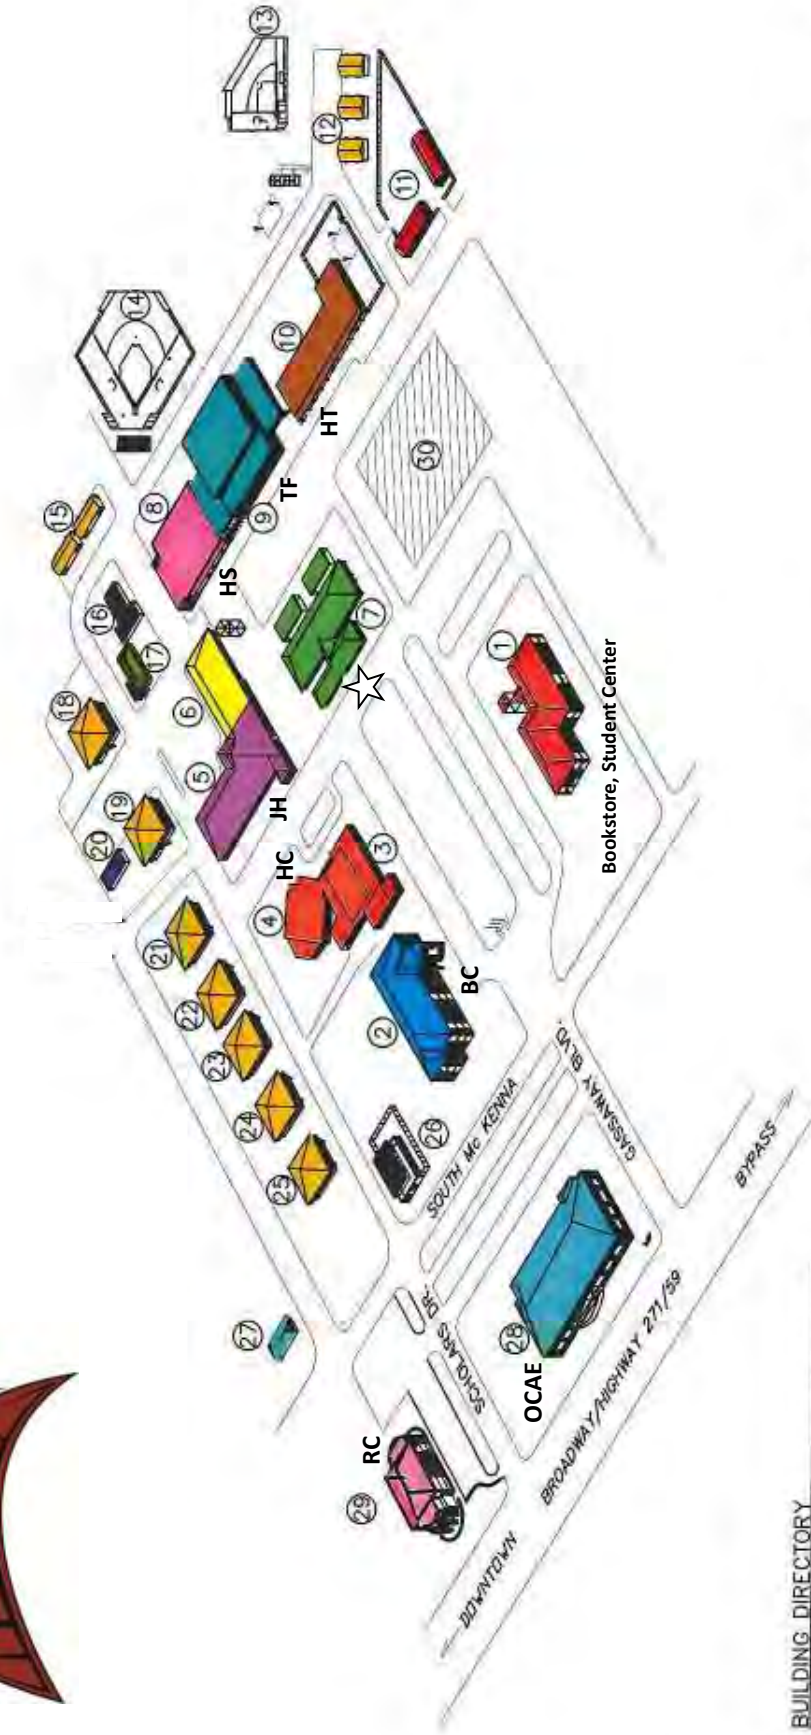 13
12
11
14
10
HT
30
15
8
9
TF
HS
16
17
7
18
6
5
JH
1
Bookstore, Student Center
19
20
HC
3
4
21
22
23
24
25
2
BC
26
SOUTH Mc KENNA
GASSAWAY BLVD.
BYPASS
27
SCHOLARS DR.
28
OCAE
BROADWAY/HIGHWAY 271/59
RC
29
DOWNTOWN
BUILDING DIRECTORY